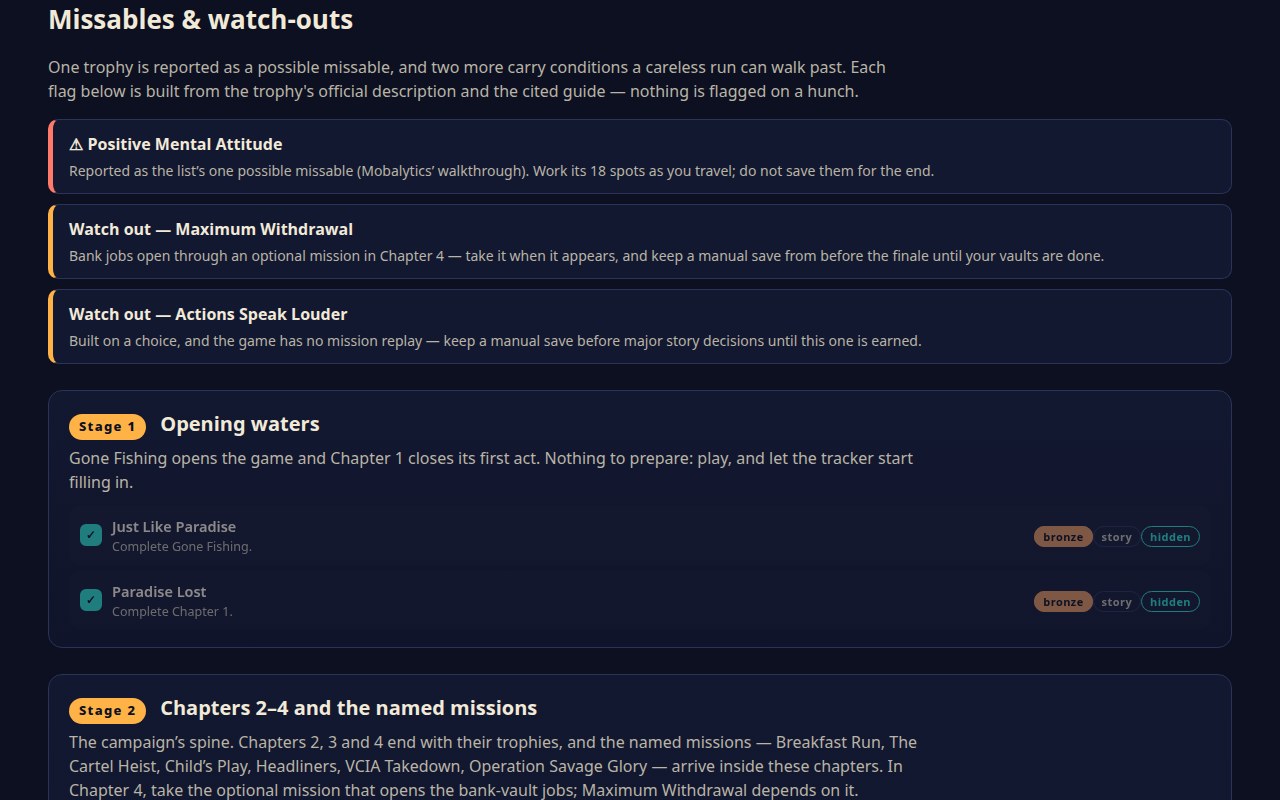 Missables & watch-outs
One trophy is reported as a possible missable, and two more carry conditions a careless run can walk past. Each
flag below is built from the trophy's official description and the cited guide — nothing is flagged on a hunch.
⚠ Positive Mental Attitude
Reported as the list’s one possible missable (Mobalytics’ walkthrough). Work its 18 spots as you travel; do not save them for the end.
Watch out — Maximum Withdrawal
Bank jobs open through an optional mission in Chapter 4 — take it when it appears, and keep a manual save from before the finale until your vaults are done.
Watch out — Actions Speak Louder
Built on a choice, and the game has no mission replay — keep a manual save before major story decisions until this one is earned.
Stage 1 Opening waters
Gone Fishing opens the game and Chapter 1 closes its first act. Nothing to prepare: play, and let the tracker start
filling in.
✓ Just Like Paradise
Complete Gone Fishing.
bronze story hidden
✓ Paradise Lost
Complete Chapter 1.
bronze story hidden
Stage 2 Chapters 2–4 and the named missions
The campaign’s spine. Chapters 2, 3 and 4 end with their trophies, and the named missions — Breakfast Run, The
Cartel Heist, Child’s Play, Headliners, VCIA Takedown, Operation Savage Glory — arrive inside these chapters. In
Chapter 4, take the optional mission that opens the bank-vault jobs; Maximum Withdrawal depends on it.